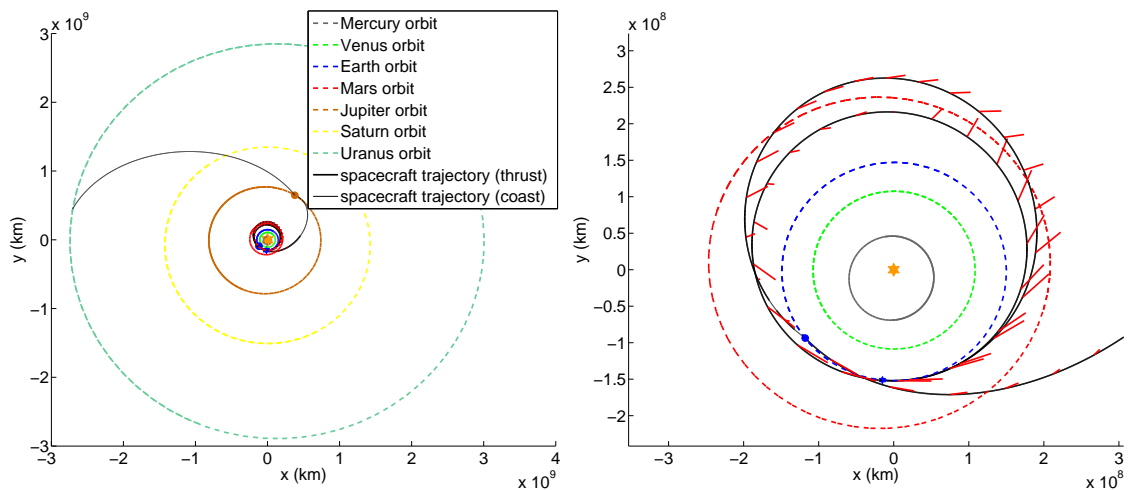 x 10^9
3
2
1
0
−1
−2
−3
y (km)
−3 −2 −1 0 1 2 3 4
x (km)
x 10^9
Mercury orbit
Venus orbit
Earth orbit
Mars orbit
Jupiter orbit
Saturn orbit
Uranus orbit
spacecraft trajectory (thrust)
spacecraft trajectory (coast)
x 10^8
3
2.5
2
1.5
1
0.5
0
−0.5
−1
−1.5
−2
y (km)
−3 −2 −1 0 1 2 3
x (km)
x 10^8